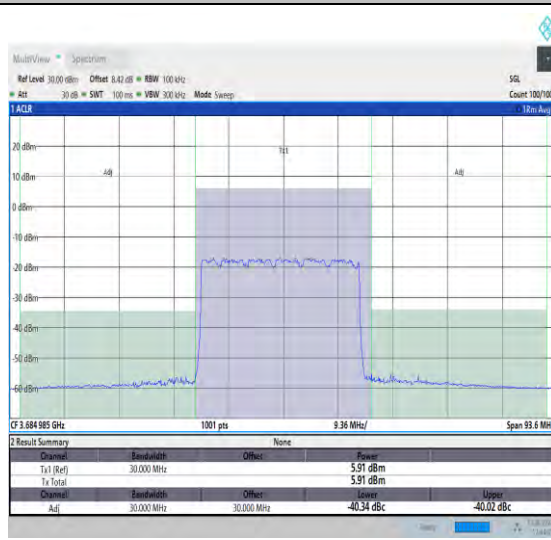 MultiView Spectrum
Ref Level 30.00 dBm Offset 8.42 dB RBW 100 kHz SGL
Att 30 dB SWT 100 ms VBW 300 kHz Mode Sweep Count 100/100
1 ACLR 1Rm Avg
20 dBm
Tx1
10 dBm
Adj Adj
0 dBm
-10 dBm
-20 dBm
-30 dBm
-40 dBm
-50 dBm
-60 dBm
CF 3.684 985 GHz 1001 pts 9.36 MHz/ Span 93.6 MH
2 Result Summary None
Channel Bandwidth Offset Power
Tx1 (Ref) 30.000 MHz 5.91 dBm
Tx Total 5.91 dBm
Channel Bandwidth Offset Lower Upper
Adj 30.000 MHz 30.000 MHz -40.34 dBc -40.02 dBc